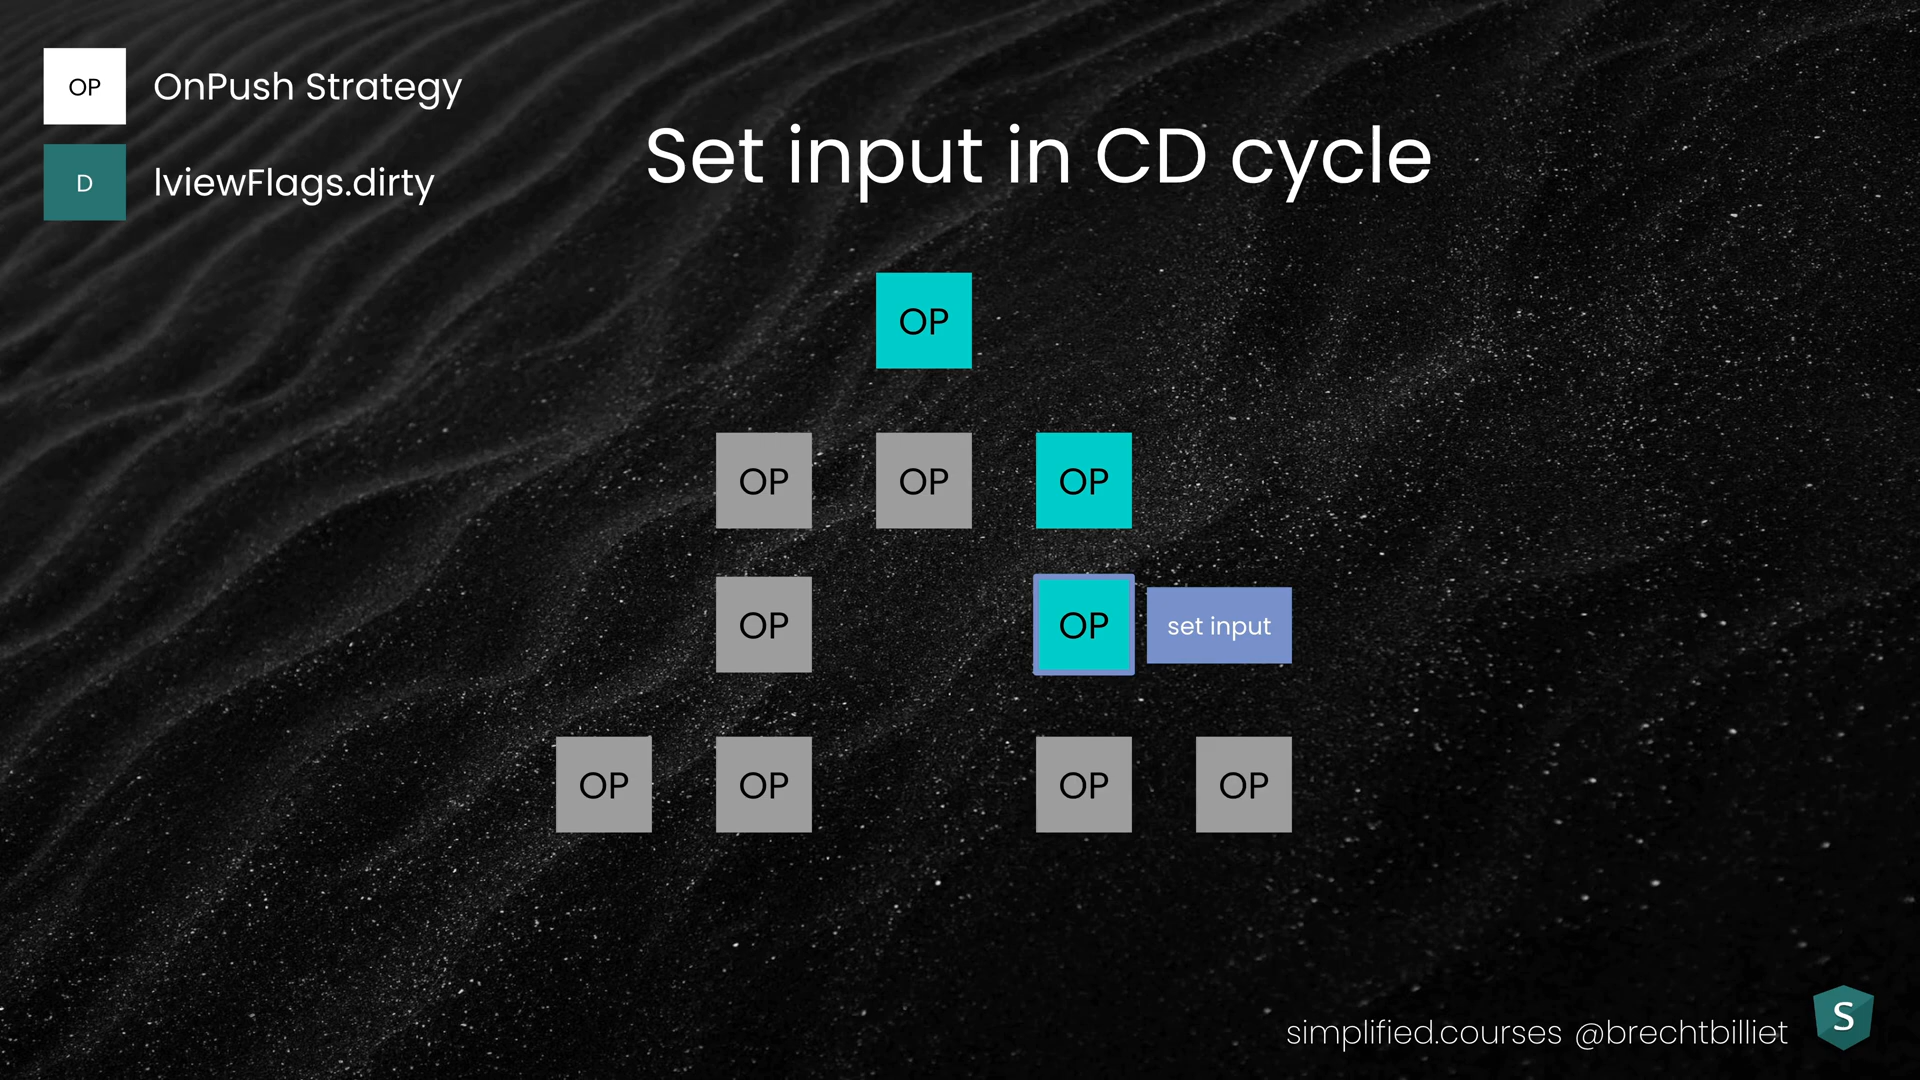 OP OnPush Strategy
D lviewFlags.dirty
Set input in CD cycle
OP
OP OP OP
OP OP set input
OP OP OP OP
simplified.courses @brechtbilliet S